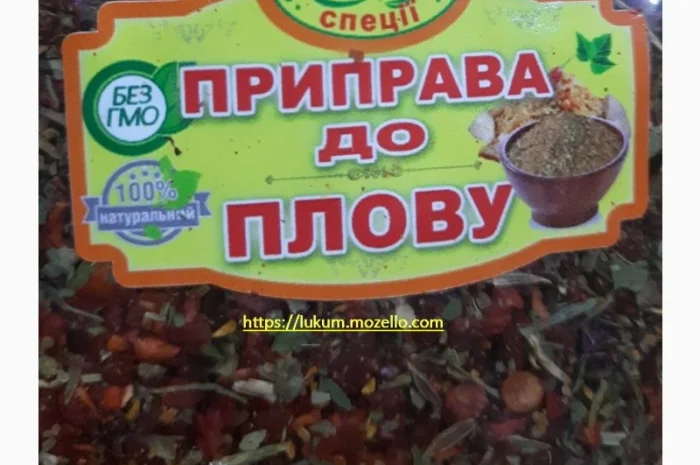 спеції
БЕЗ
ГМО
ПРИПРАВА
ДО
ПЛОВУ
100%
натуральний
https://lukum.mozello.com